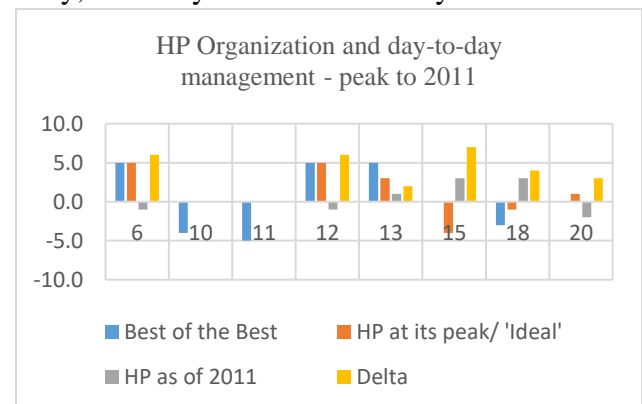 HP Organization and day-to-day
management - peak to 2011
10.0
5.0
0.0
-5.0
-10.0
6 10 11 12 13 15 18 20
Best of the Best HP at its peak/ 'Ideal'
HP as of 2011 Delta